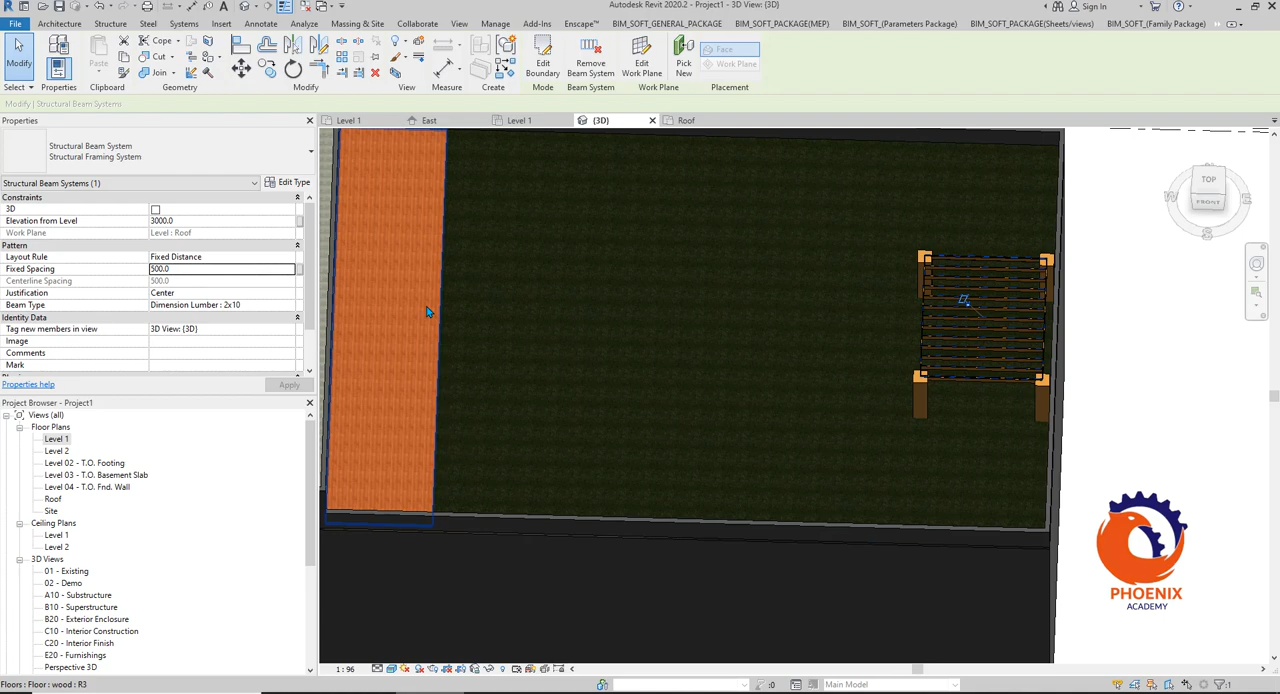 Autodesk Revit 2020.2 - Project1 - 3D View: {3D}
Sign In
File Architecture Structure Steel Systems Insert Annotate Analyze Massing & Site Collaborate View Manage Add-Ins Enscape™ BIM_SOFT_GENERAL_PACKAGE BIM_SOFT_PACKAGE(MEP) BIM_SOFT_(Parameters Package) BIM_SOFT_PACKAGE(Sheets/views) BIM_SOFT_(Family Package)
Modify Paste Cope Cut Join Edit Boundary Remove Beam System Edit Work Plane Pick New Face Work Plane
Select Properties Clipboard Geometry Modify View Measure Create Mode Remove Beam System Work Plane Placement
Modify | Structural Beam Systems
Level 1 East Level 1 {3D} Roof
Properties
Structural Beam System
Structural Framing System
Structural Beam Systems (1) Edit Type
Constraints
3D
Elevation from Level 3000.0
Work Plane Level : Roof
Pattern
Layout Rule Fixed Distance
Fixed Spacing 500.0
Centerline Spacing 500.0
Justification Center
Beam Type Dimension Lumber : 2x10
Identity Data
Tag new members in view 3D View: {3D}
Image
Comments
Mark
Properties help Apply
Project Browser - Project1
Views (all)
Floor Plans
Level 1
Level 2
Level 02 - T.O. Footing
Level 03 - T.O. Basement Slab
Level 04 - T.O. Fnd. Wall
Roof
Site
Ceiling Plans
Level 1
Level 2
3D Views
01 - Existing
02 - Demo
A10 - Substructure
B10 - Superstructure
B20 - Exterior Enclosure
C10 - Interior Construction
C20 - Interior Finish
E20 - Furnishings
Perspective 3D
TOP
FRONT
W
E
S
PHOENIX
ACADEMY
1 : 96
Floors : Floor : wood : R3
:0
Main Model
:1